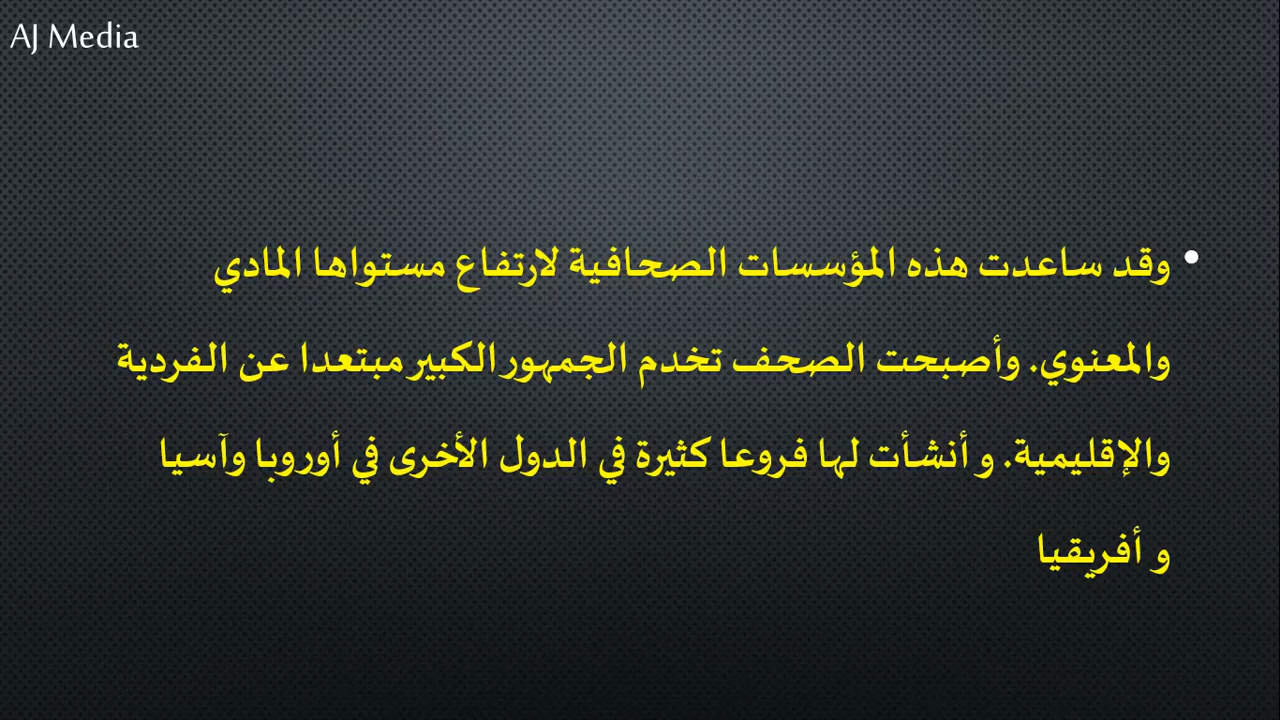 AJ Media
• وقد ساعدت هذه المؤسسات الصحافية لارتفاع مستواها المادي
والمعنوي. وأصبحت الصحف تخدم الجمهور الكبير مبتعدا عن الفردية
والإقليمية. و أنشأت لها فروعا كثيرة في الدول الأخرى في أوروبا وآسيا
و أفريقيا